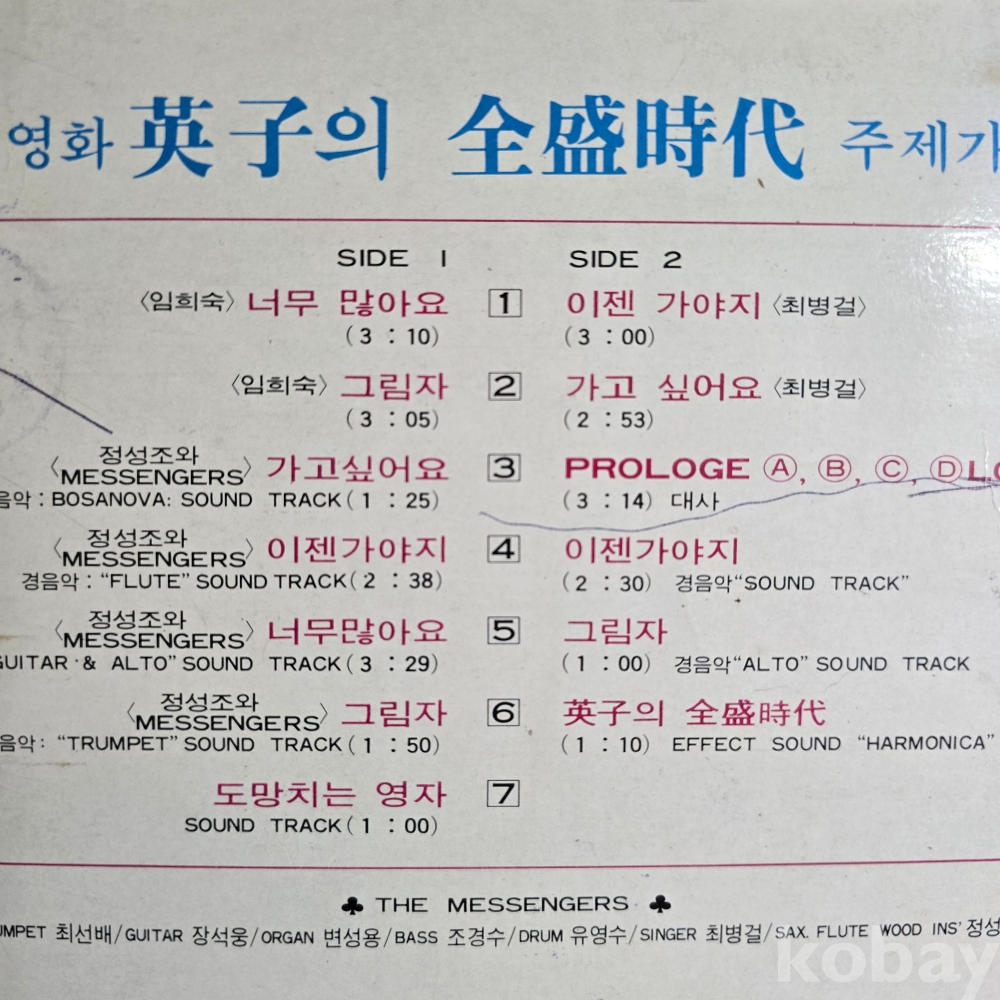 영화 英子의 全盛時代 주제가
SIDE 1
〈임희숙〉 너무 많아요 1
(3 : 10)
〈임희숙〉 그림자 2
(3 : 05)
〈정성조와 MESSENGERS〉 가고싶어요 3
음악: BOSANOVA: SOUND TRACK(1 : 25)
〈정성조와 MESSENGERS〉 이젠가야지 4
경음악: “FLUTE” SOUND TRACK(2 : 38)
〈정성조와 MESSENGERS〉 너무많아요 5
GUITAR & ALTO” SOUND TRACK(3 : 29)
〈정성조와 MESSENGERS〉 그림자 6
음악: “TRUMPET” SOUND TRACK(1 : 50)
도망치는 영자 7
SOUND TRACK(1 : 00)
SIDE 2
이젠 가야지 〈최병걸〉
(3 : 00)
가고 싶어요 〈최병걸〉
(2 : 53)
PROLOGE Ⓐ, Ⓑ, Ⓒ, Ⓓ
(3 : 14) 대사
이젠가야지
(2 : 30) 경음악“SOUND TRACK”
그림자
(1 : 00) 경음악“ALTO” SOUND TRACK
英子의 全盛時代
(1 : 10) EFFECT SOUND “HARMONICA”
♣ THE MESSENGERS ♣
UMPET 최선배/GUITAR 장석웅/ORGAN 변성용/BASS 조경수/DRUM 유영수/SINGER 최병걸/SAX. FLUTE WOOD INS' 정성
kobay